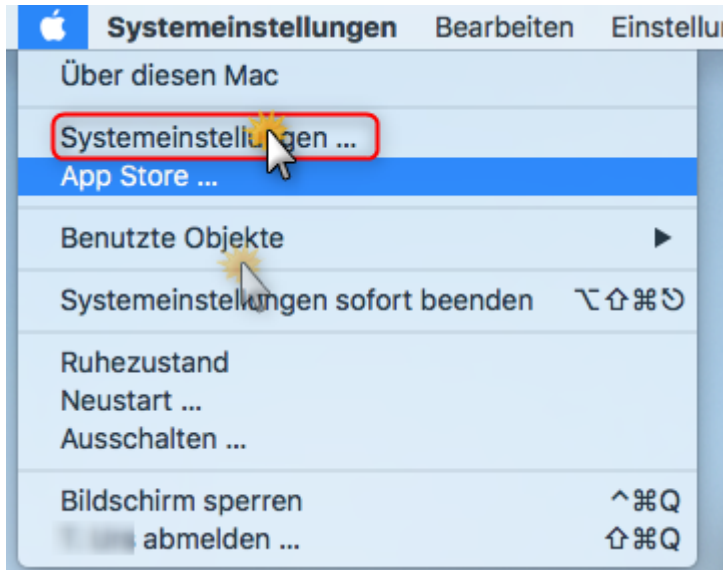 Systemeinstellungen Bearbeiten Einstellu
Über diesen Mac
Systemeinstellungen ...
App Store ...
Benutzte Objekte ▶
Systemeinstellungen sofort beenden ⌥⇧⌘⎋
Ruhezustand
Neustart ...
Ausschalten ...
Bildschirm sperren ^⌘Q
abmelden ... ⇧⌘Q